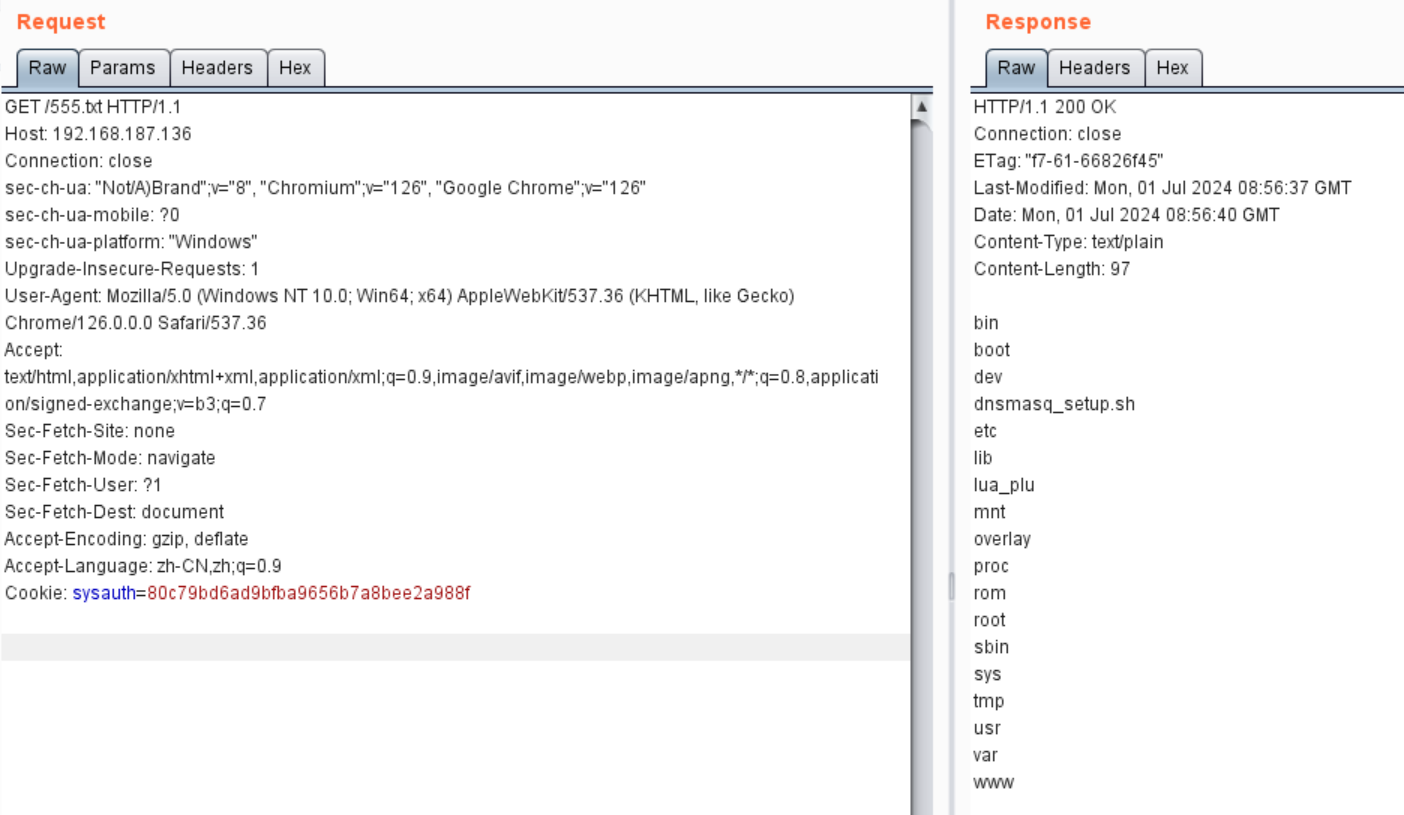 Request
Raw Params Headers Hex
GET /555.txt HTTP/1.1
Host: 192.168.187.136
Connection: close
sec-ch-ua: "Not/A)Brand";v="8", "Chromium";v="126", "Google Chrome";v="126"
sec-ch-ua-mobile: ?0
sec-ch-ua-platform: "Windows"
Upgrade-Insecure-Requests: 1
User-Agent: Mozilla/5.0 (Windows NT 10.0; Win64; x64) AppleWebKit/537.36 (KHTML, like Gecko)
Chrome/126.0.0.0 Safari/537.36
Accept:
text/html,application/xhtml+xml,application/xml;q=0.9,image/avif,image/webp,image/apng,*/*;q=0.8,applicati
on/signed-exchange;v=b3;q=0.7
Sec-Fetch-Site: none
Sec-Fetch-Mode: navigate
Sec-Fetch-User: ?1
Sec-Fetch-Dest: document
Accept-Encoding: gzip, deflate
Accept-Language: zh-CN,zh;q=0.9
Cookie: sysauth=80c79bd6ad9bfba9656b7a8bee2a988f
Response
Raw Headers Hex
HTTP/1.1 200 OK
Connection: close
ETag: "f7-61-66826f45"
Last-Modified: Mon, 01 Jul 2024 08:56:37 GMT
Date: Mon, 01 Jul 2024 08:56:40 GMT
Content-Type: text/plain
Content-Length: 97
bin
boot
dev
dnsmasq_setup.sh
etc
lib
lua_plu
mnt
overlay
proc
rom
root
sbin
sys
tmp
usr
var
www